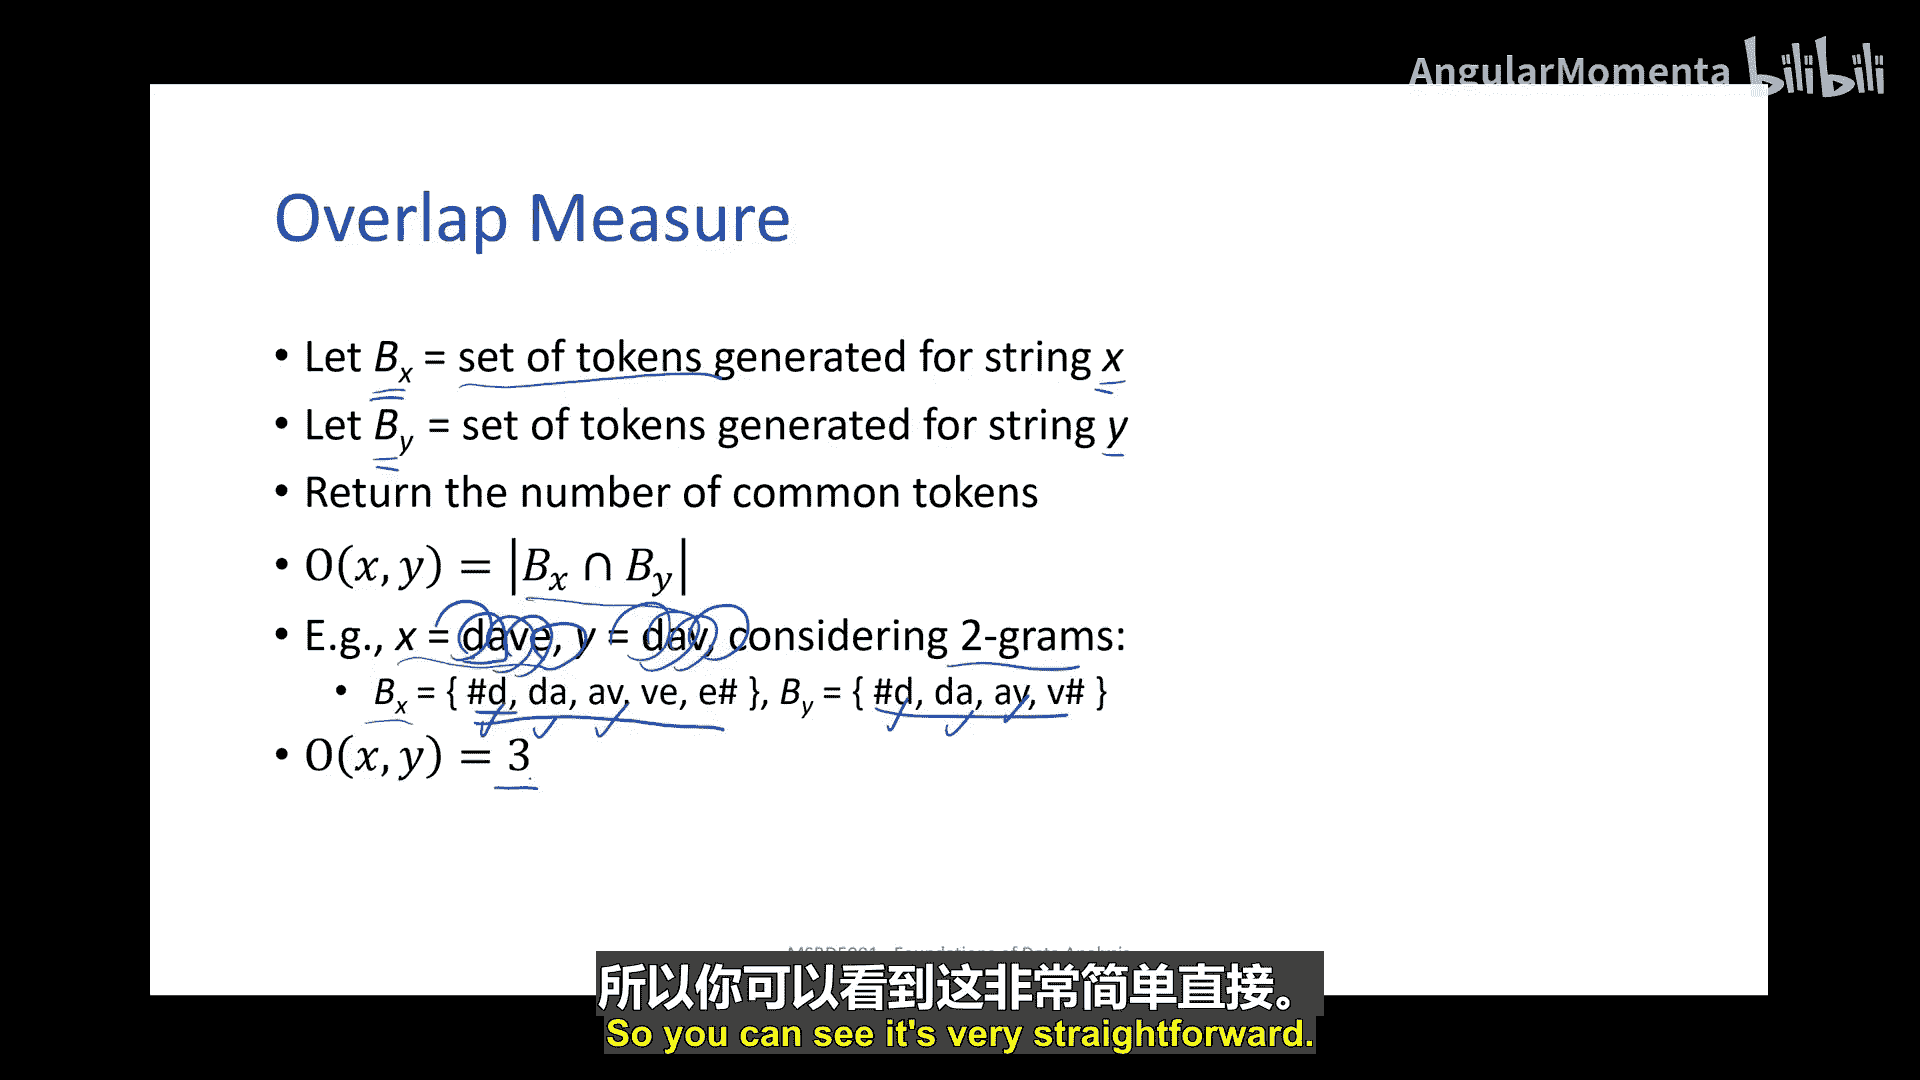 AngularMomenta bilibili
Overlap Measure
• Let Bx = set of tokens generated for string x
• Let By = set of tokens generated for string y
• Return the number of common tokens
• O(x, y) = |Bx ∩ By|
• E.g., x = dave, y = dav, considering 2-grams:
• Bx = { #d, da, av, ve, e# }, By = { #d, da, av, v# }
• O(x, y) = 3
所以你可以看到这非常简单直接。
So you can see it's very straightforward.